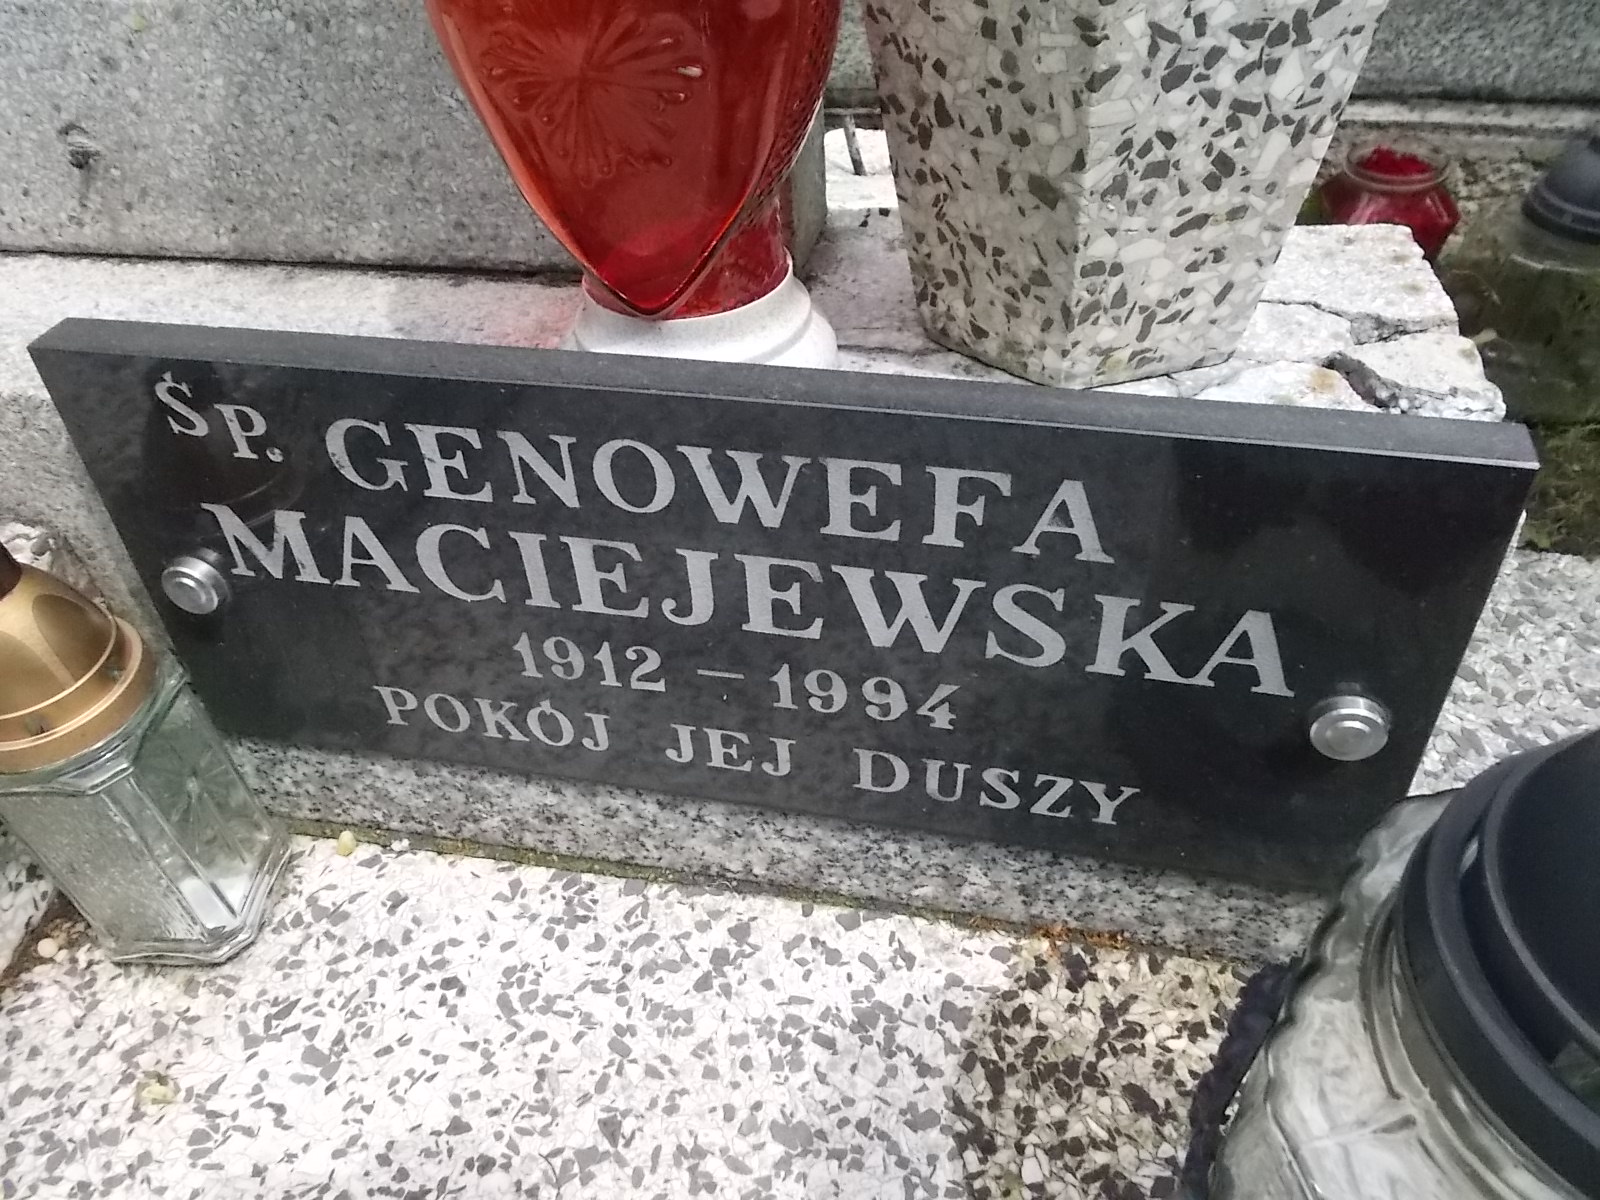 ŚP. GENOWEFA
MACIEJEWSKA
1912 – 1994
POKÓJ JEJ DUSZY